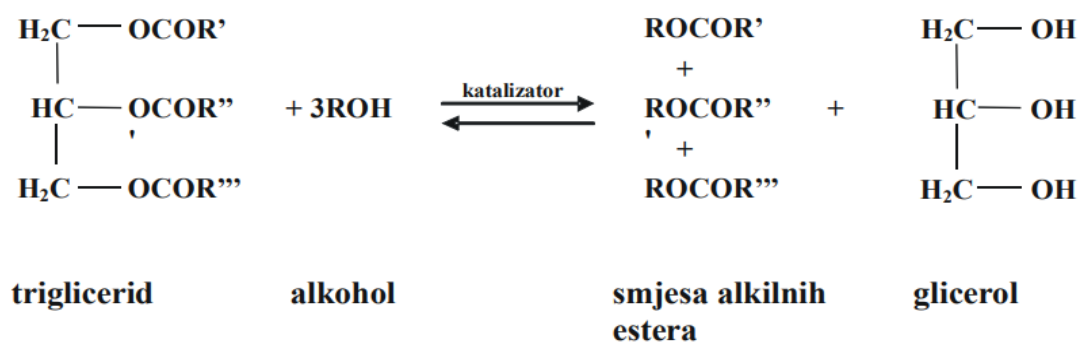 H₂C — OCOR’ ROCOR’ H₂C — OH
+
HC — OCOR” + 3ROH katalizator ROCOR” + HC — OH
' '
+
H₂C — OCOR”’ ROCOR”’ H₂C — OH
triglicerid alkohol smjesa alkilnih glicerol
estera